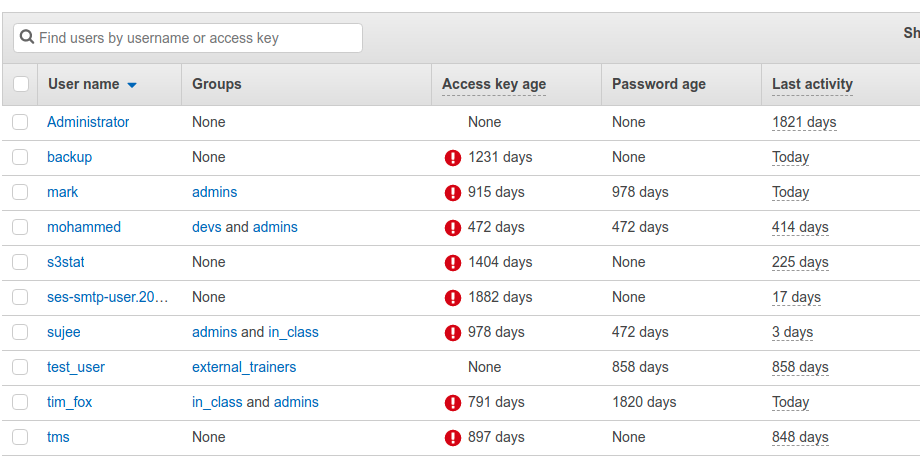 Find users by username or access key Sh
User name Groups Access key age Password age Last activity
Administrator None None None 1821 days
backup None 1231 days None Today
mark admins 915 days 978 days Today
mohammed devs and admins 472 days 472 days 414 days
s3stat None 1404 days None 225 days
ses-smtp-user.20… None 1882 days None 17 days
sujee admins and in_class 978 days 472 days 3 days
test_user external_trainers None 858 days 858 days
tim_fox in_class and admins 791 days 1820 days Today
tms None 897 days None 848 days